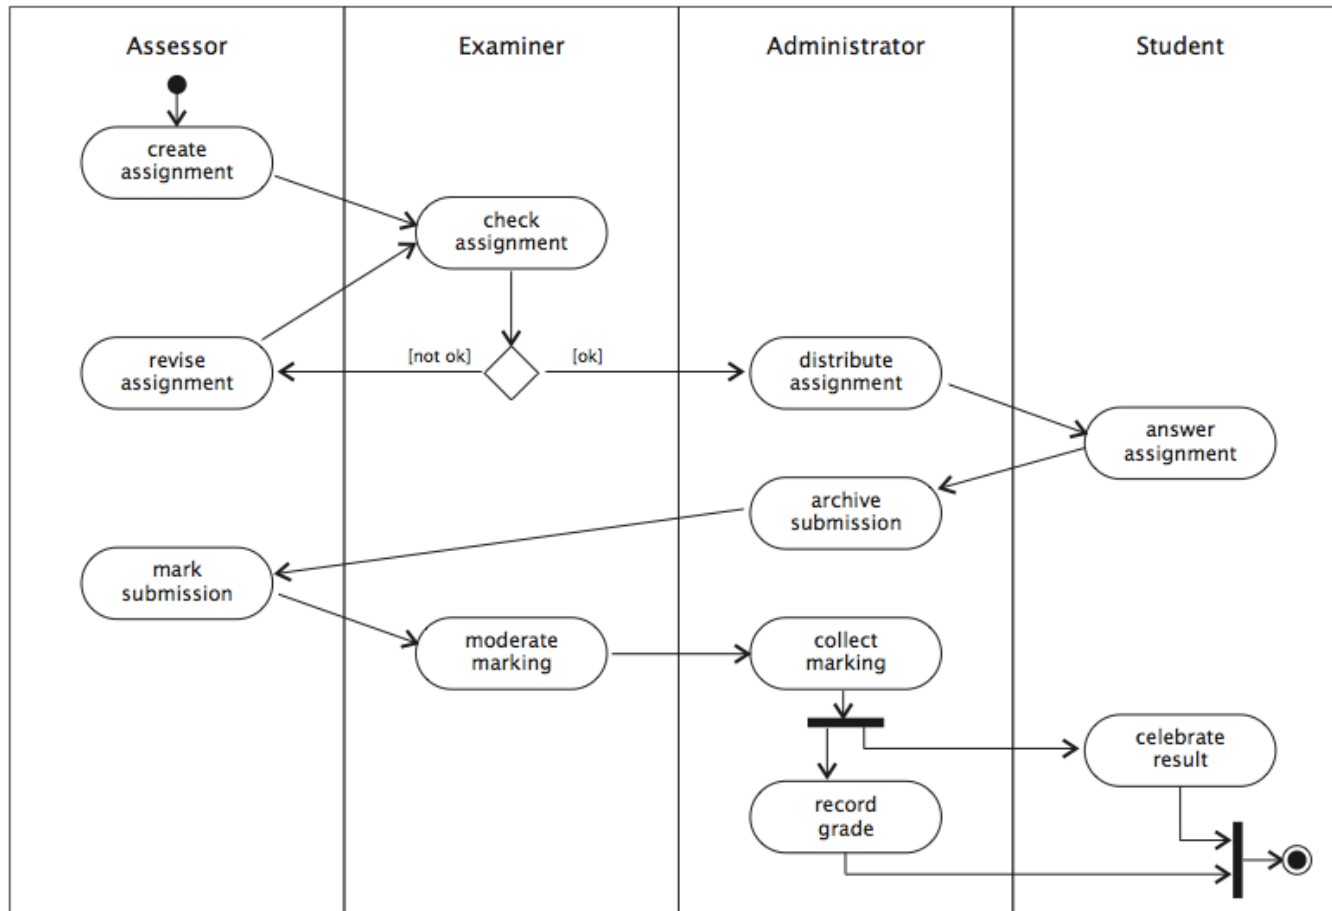 Assessor
Examiner
Administrator
Student
create
assignment
check
assignment
revise
assignment
[not ok]
[ok]
distribute
assignment
answer
assignment
archive
submission
mark
submission
moderate
marking
collect
marking
celebrate
result
record
grade